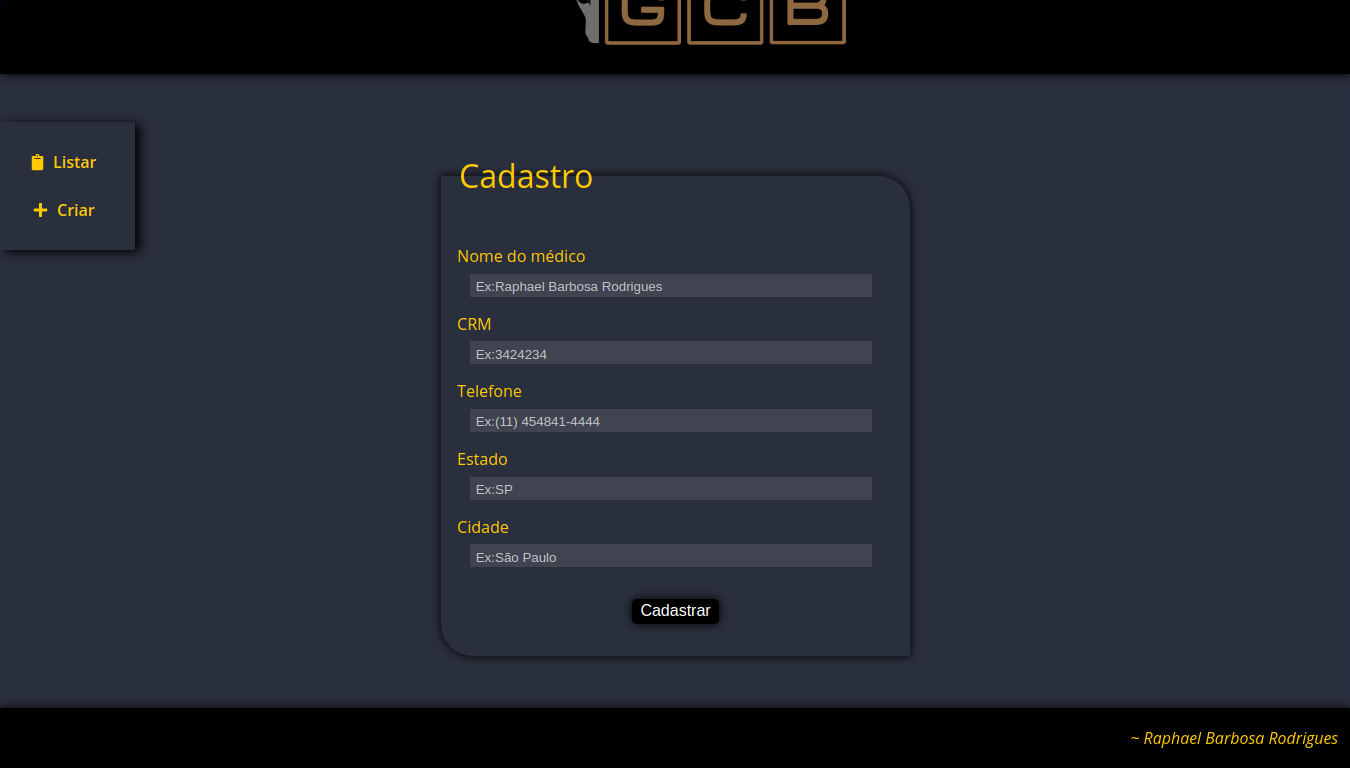 GCB
Listar
Criar
Cadastro
Nome do médico
Ex:Raphael Barbosa Rodrigues
CRM
Ex:3424234
Telefone
Ex:(11) 454841-4444
Estado
Ex:SP
Cidade
Ex:São Paulo
Cadastrar
~ Raphael Barbosa Rodrigues